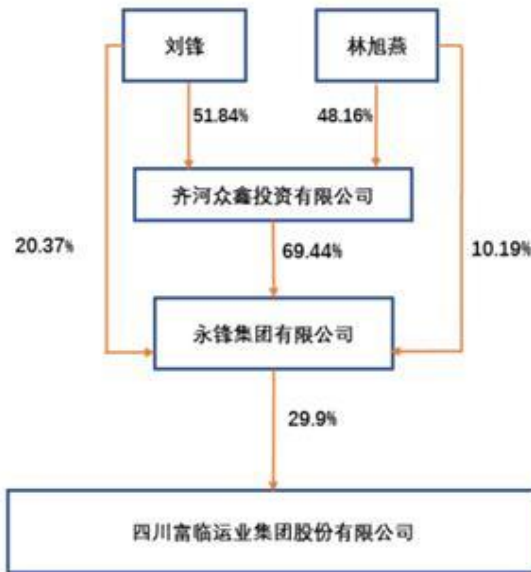 刘锋
林旭燕
51.84%
48.16%
齐河众鑫投资有限公司
20.37%
69.44%
10.19%
永锋集团有限公司
29.9%
四川富临运业集团股份有限公司